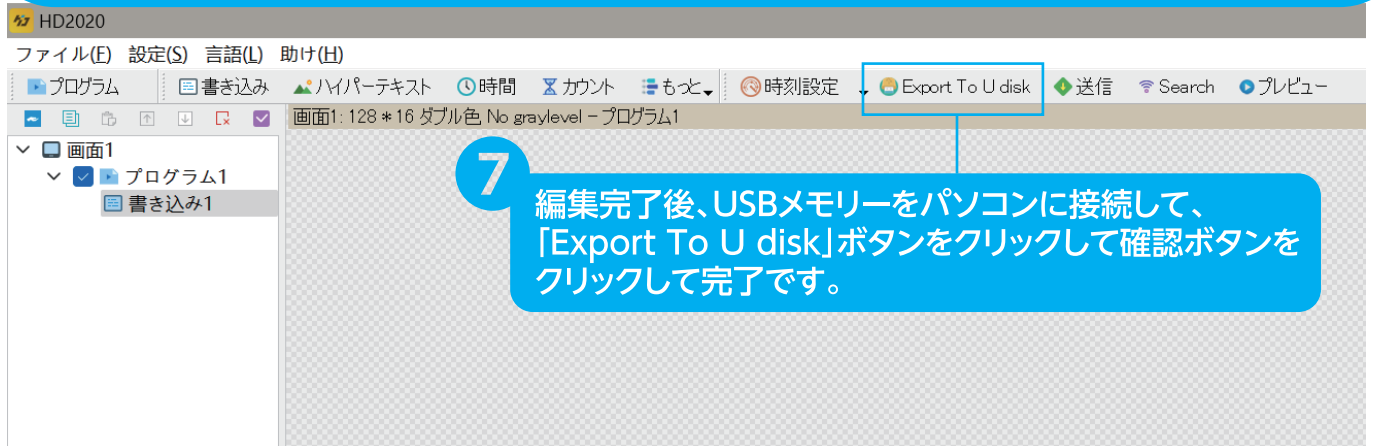 HD2020
ファイル(F) 設定(S) 言語(L) 助け(H)
プログラム 書き込み ハイパーテキスト 時間 カウント もっと 時刻設定 Export To U disk 送信 Search プレビュー
画面1: 128*16 ダブル色 No graylevel - プログラム1
画面1
プログラム1
書き込み1
7
編集完了後、USBメモリーをパソコンに接続して、
「Export To U disk」ボタンをクリックして確認ボタンを
クリックして完了です。